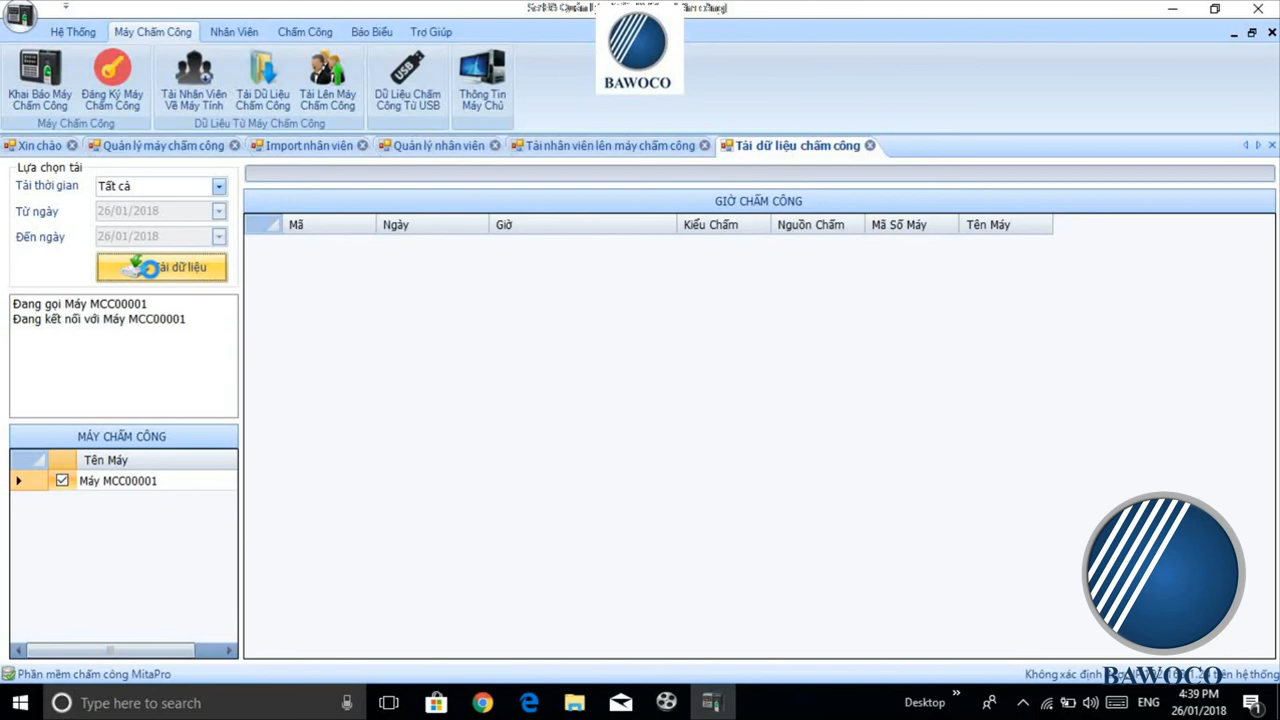 BAWOCO
Hệ Thống Máy Chấm Công Nhân Viên Chấm Công Báo Biểu Trợ Giúp
Khai Báo Máy Chấm Công
Đăng Ký Máy Chấm Công
Tải Nhân Viên Về Máy Tính
Tải Dữ Liệu Chấm Công
Tải Lên Máy Chấm Công
USB
Dữ Liệu Chấm Công Từ USB
Thông Tin Máy Chủ
Máy Chấm Công
Dữ Liệu Từ Máy Chấm Công
Xin chào Quản lý máy chấm công Import nhân viên Quản lý nhân viên Tải nhân viên lên máy chấm công Tải dữ liệu chấm công
Lựa chọn tải
Tải thời gian Tất cả
Từ ngày 26/01/2018
Đến ngày 26/01/2018
Tải dữ liệu
Đang gọi Máy MCC00001
Đang kết nối với Máy MCC00001
MÁY CHẤM CÔNG
Tên Máy
Máy MCC00001
GIỜ CHẤM CÔNG
Mã Ngày Giờ Kiểu Chấm Nguồn Chấm Mã Số Máy Tên Máy
BAWOCO
Phần mềm chấm công MitaPro
Không xác định
trên hệ thống
Type here to search
Desktop
ENG
4:39 PM
26/01/2018
1